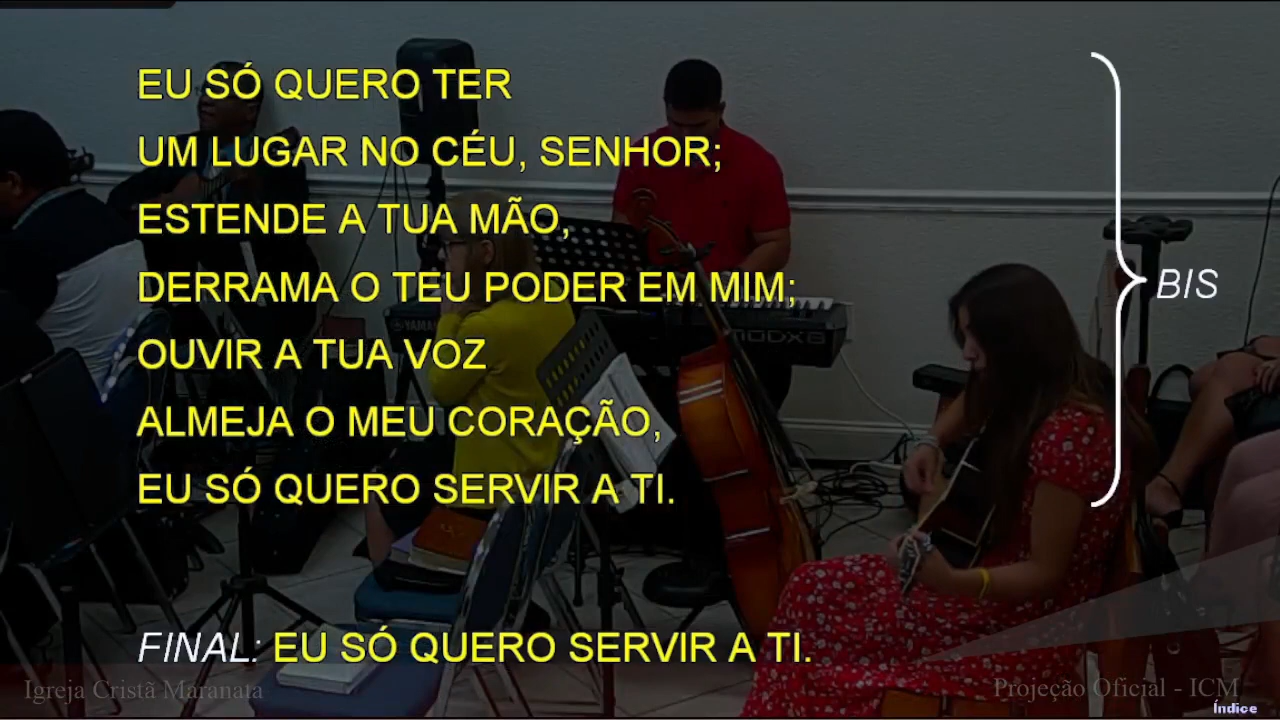 EU SÓ QUERO TER
UM LUGAR NO CÉU, SENHOR;
ESTENDE A TUA MÃO,
DERRAMA O TEU PODER EM MIM;
OUVIR A TUA VOZ
ALMEJA O MEU CORAÇÃO,
EU SÓ QUERO SERVIR A TI.
BIS
FINAL: EU SÓ QUERO SERVIR A TI.
YAMAHA
MODX8
Igreja Cristã Maranata
Projeção Oficial - ICM
Índice